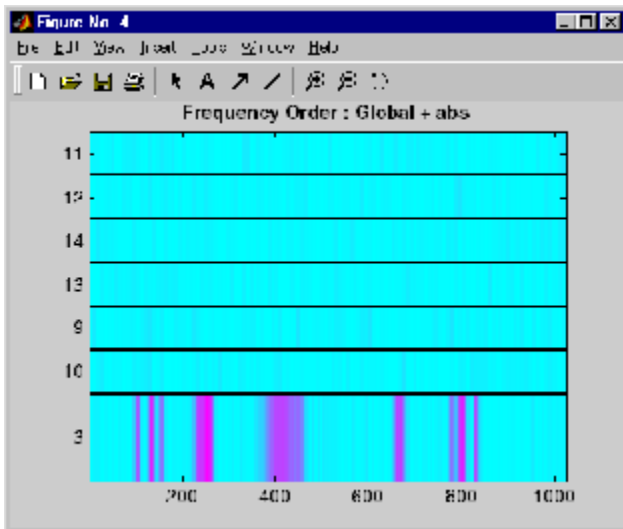 Figure No. 4
File Edit View Insert Tools Window Help
Frequency Order : Global + abs
11
12
14
13
9
10
3
200 400 600 800 1000